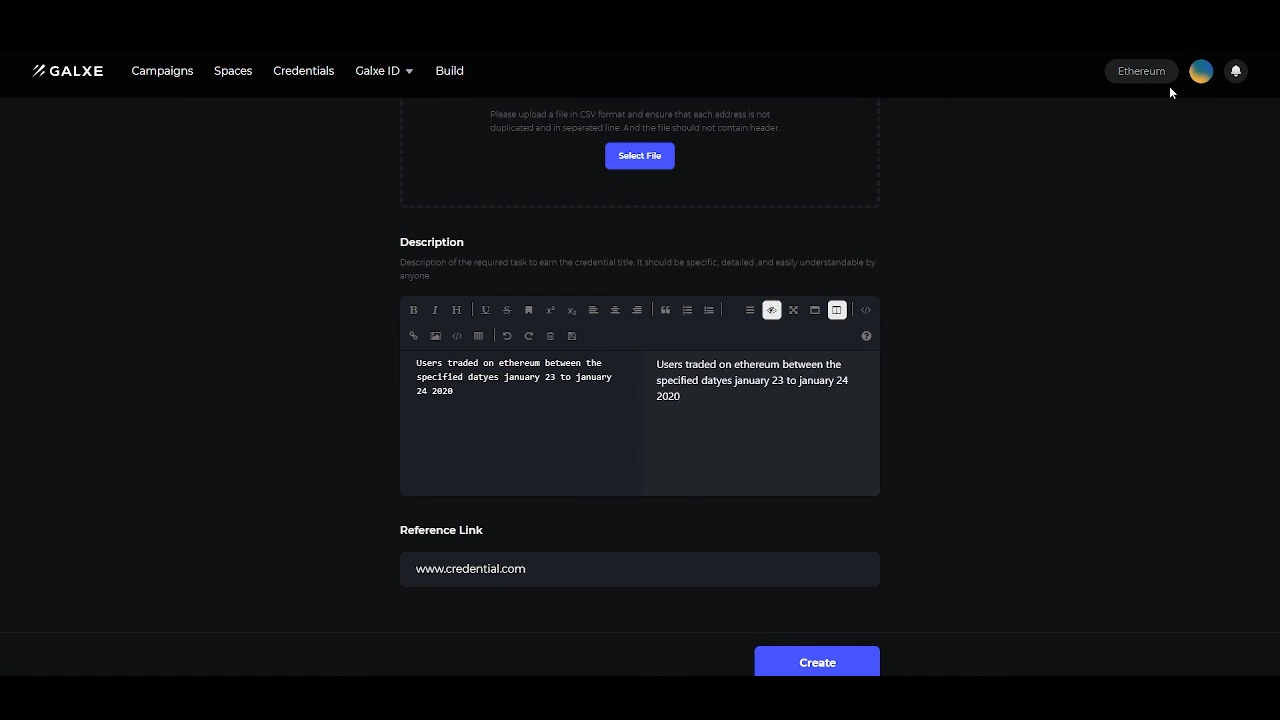 GALXE Campaigns Spaces Credentials Galxe ID Build Ethereum
Please upload a file in CSV format and ensure that each address is not
duplicated and in separated line. And the file should not contain header.
Select File
Description
Description of the required task to earn the credential title. It should be specific, detailed ,and easily understandable by
anyone.
B I H U S x² x₂
Users traded on ethereum between the
specified datyes january 23 to january
24 2020
Users traded on ethereum between the
specified datyes january 23 to january 24
2020
Reference Link
www.credential.com
Create